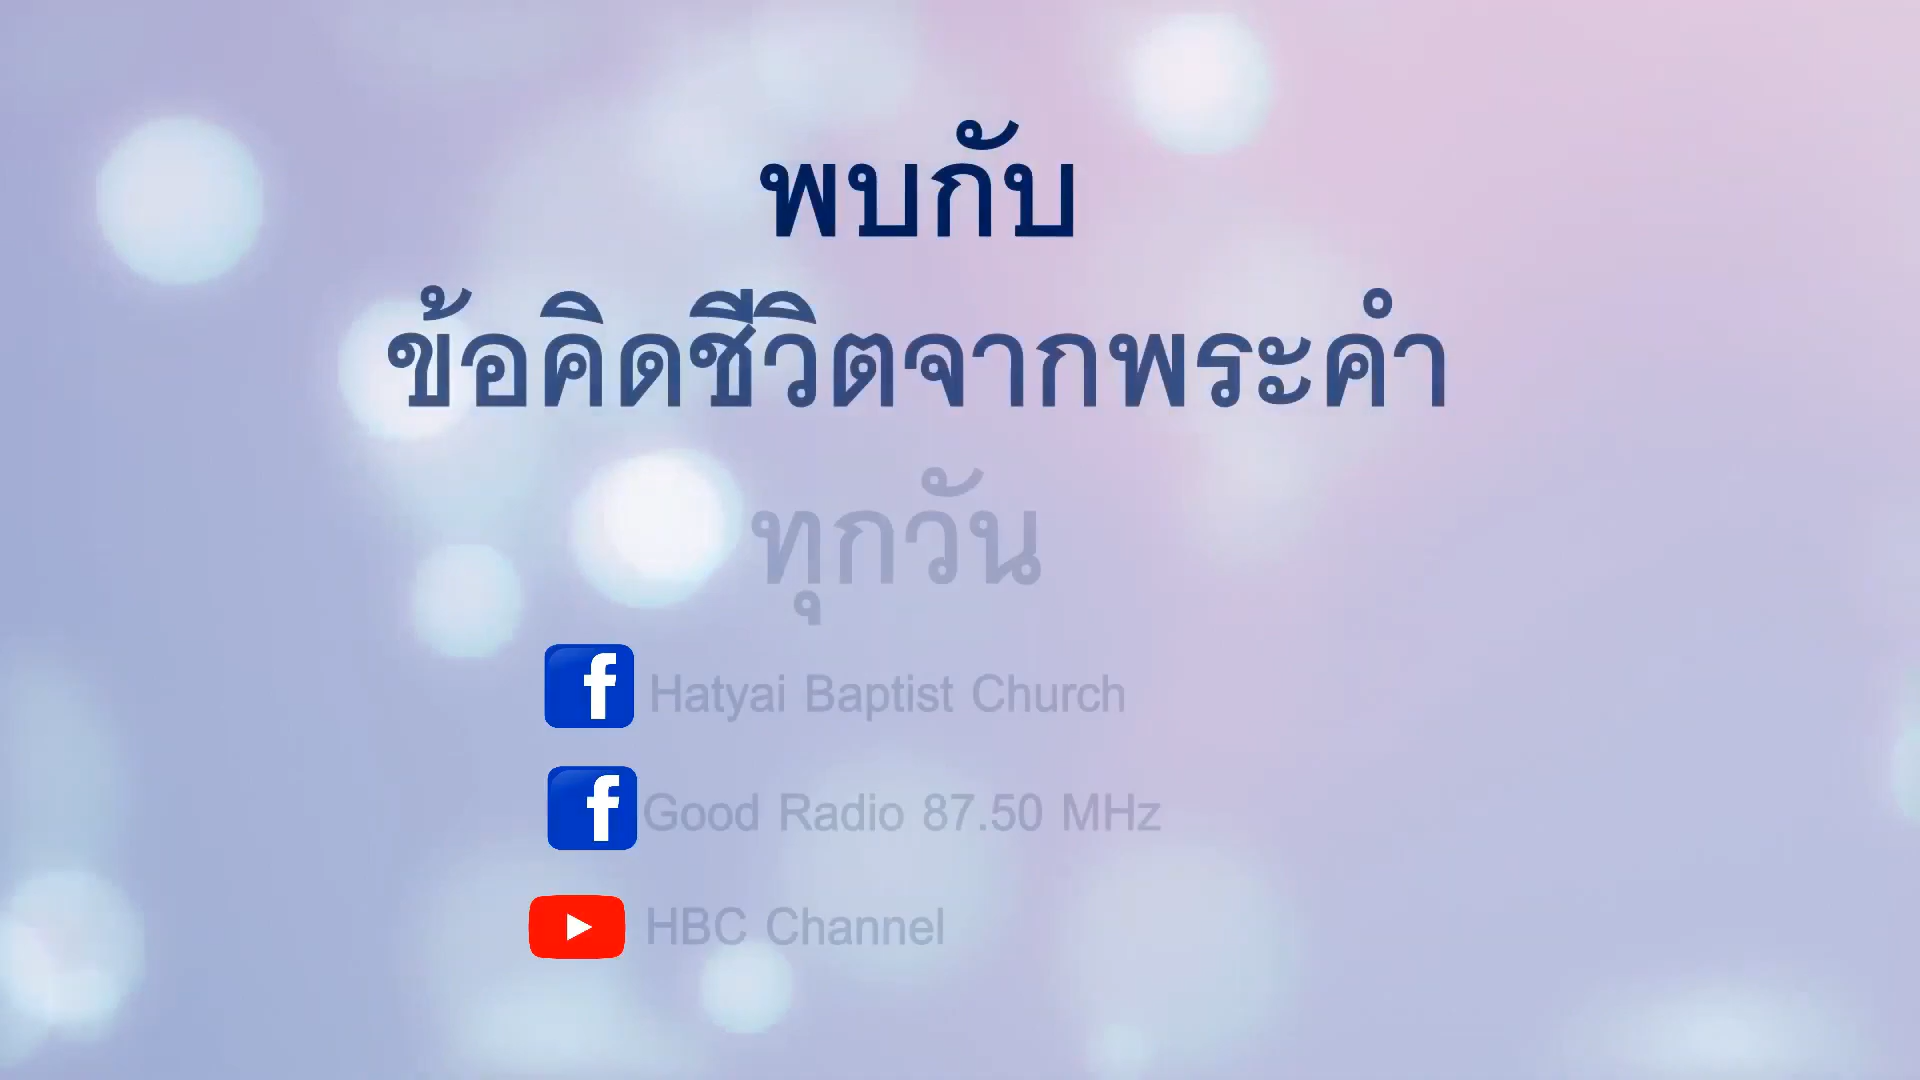 พบกับ
ข้อคิดชีวิตจากพระคำ
ทุกวัน
Hatyai Baptist Church
Good Radio 87.50 MHz
HBC Channel